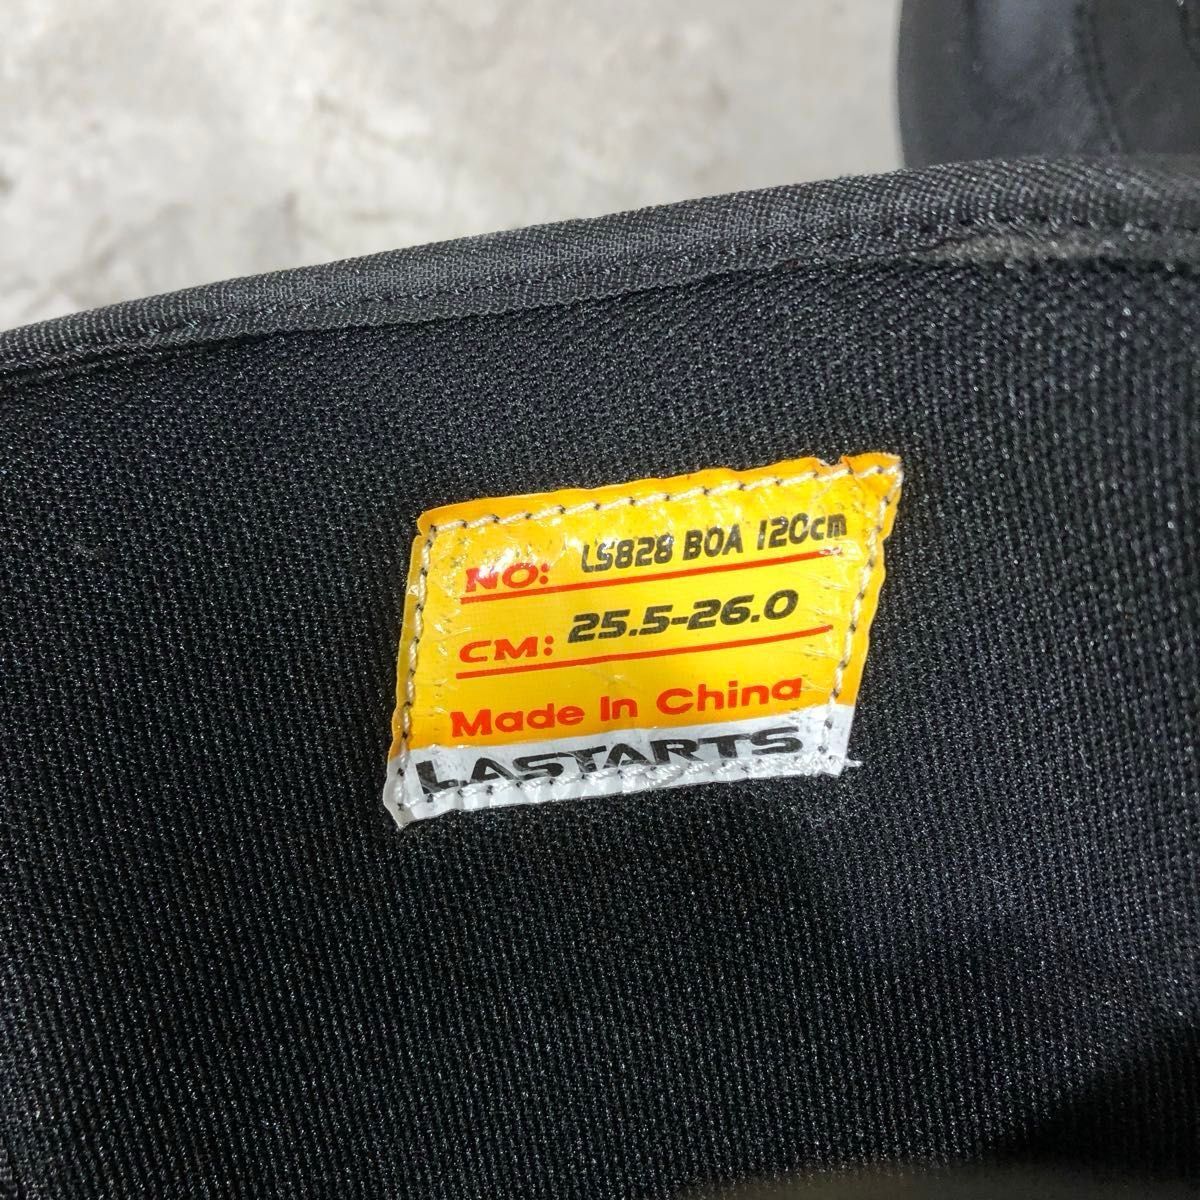 NO: LS828 BOA 120cm
CM: 25.5-26.0
Made In China
LASTARTS